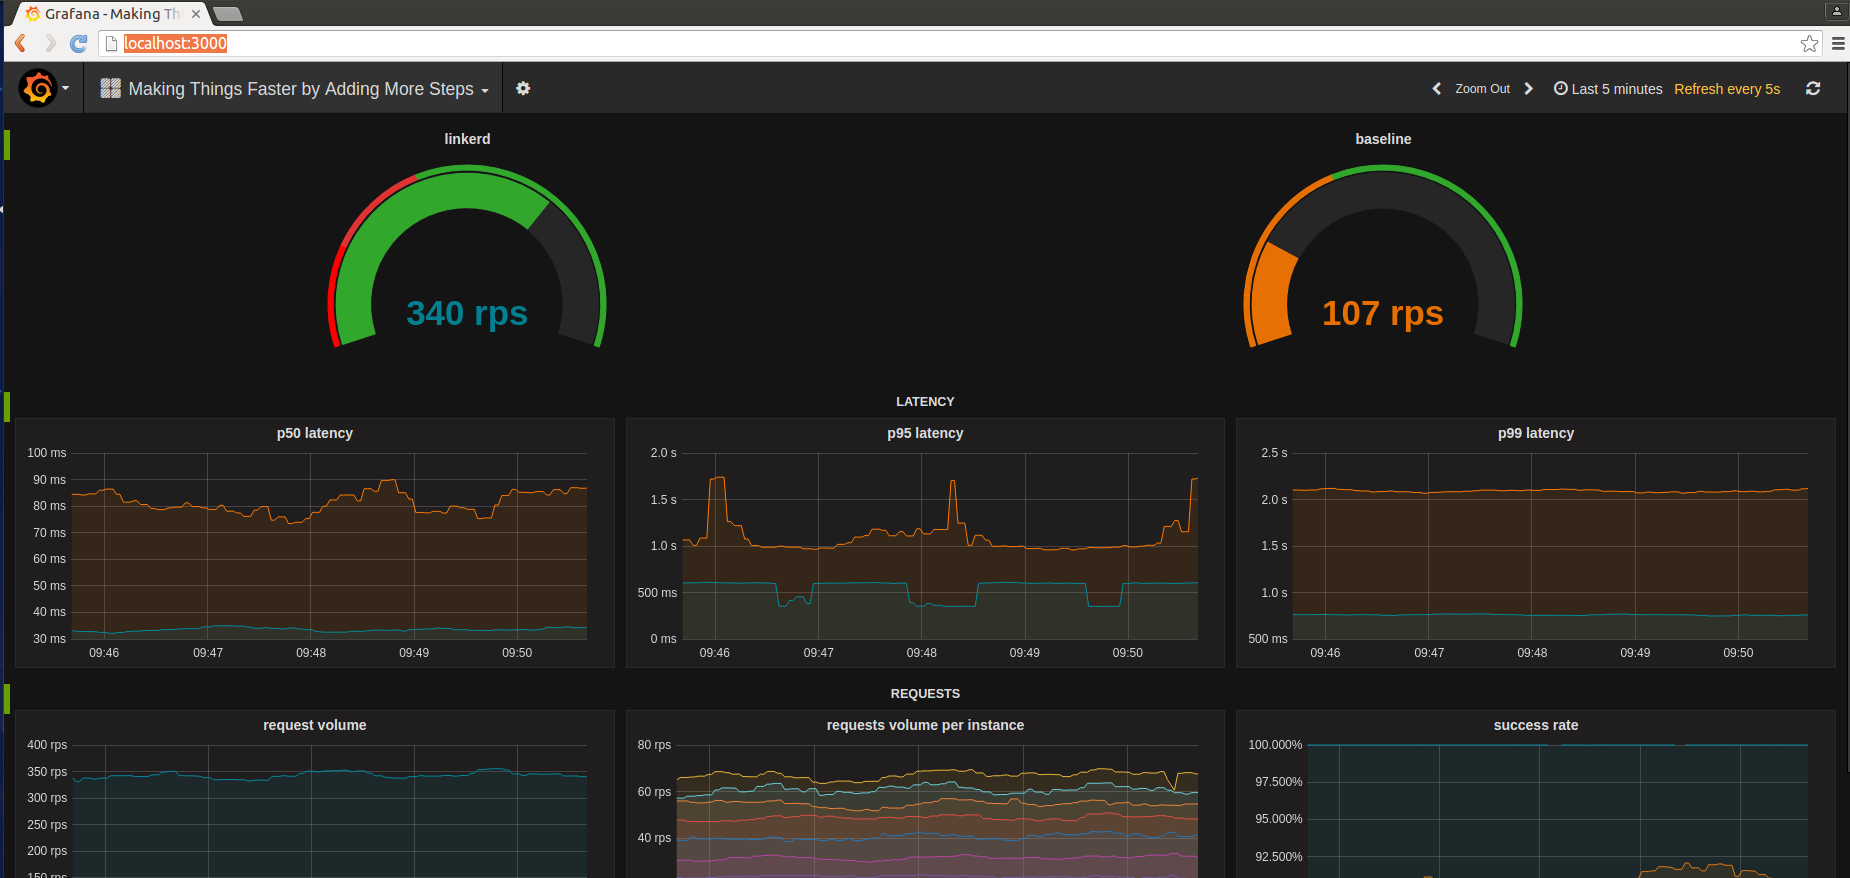 Grafana - Making Th
localhost:3000
Making Things Faster by Adding More Steps
Zoom Out
Last 5 minutes
Refresh every 5s
linkerd
baseline
340 rps
107 rps
LATENCY
p50 latency
100 ms
90 ms
80 ms
70 ms
60 ms
50 ms
40 ms
30 ms
09:46 09:47 09:48 09:49 09:50
p95 latency
2.0 s
1.5 s
1.0 s
500 ms
0 ms
09:46 09:47 09:48 09:49 09:50
p99 latency
2.5 s
2.0 s
1.5 s
1.0 s
500 ms
09:46 09:47 09:48 09:49 09:50
REQUESTS
request volume
400 rps
350 rps
300 rps
250 rps
200 rps
150 rps
requests volume per instance
80 rps
60 rps
40 rps
success rate
100.000%
97.500%
95.000%
92.500%